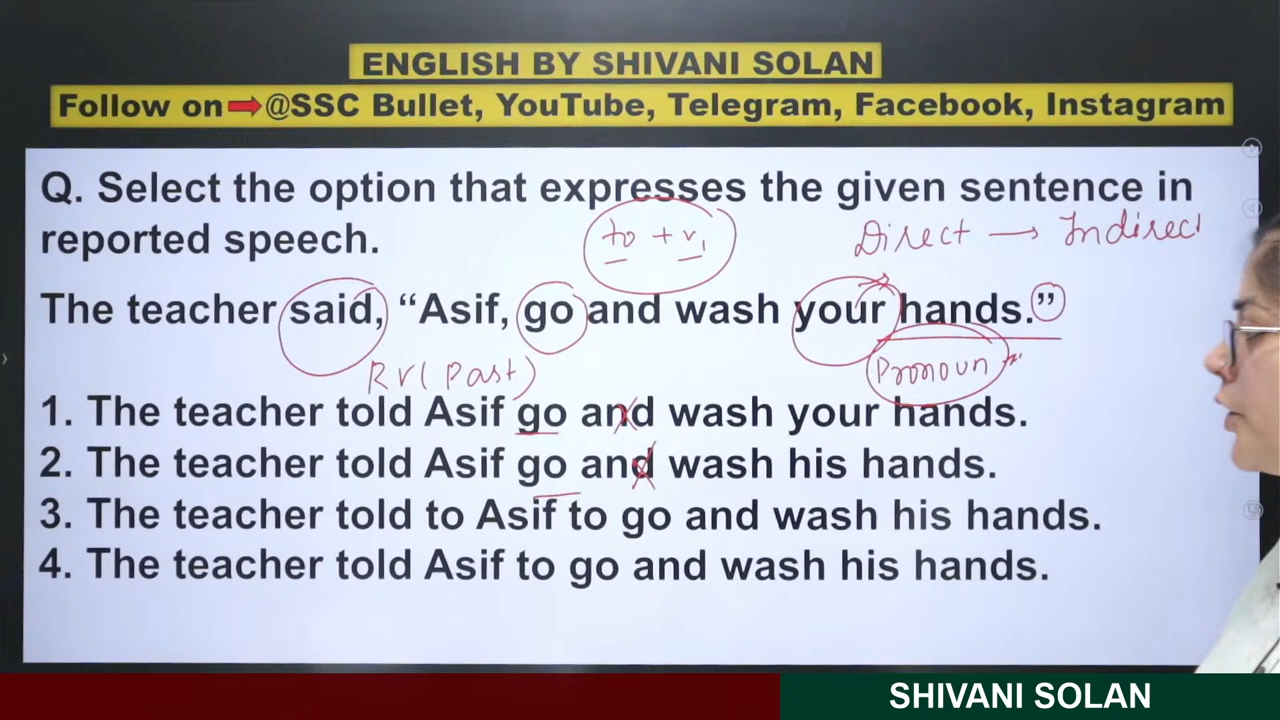 ENGLISH BY SHIVANI SOLAN
Follow on➡@SSC Bullet, YouTube, Telegram, Facebook, Instagram
Q. Select the option that expresses the given sentence in
reported speech.
to + v1
Direct → Indirect
The teacher said, “Asif, go and wash your hands.”
RV( Past)
Pronoun
1. The teacher told Asif go and wash your hands.
2. The teacher told Asif go and wash his hands.
3. The teacher told to Asif to go and wash his hands.
4. The teacher told Asif to go and wash his hands.
SHIVANI SOLAN